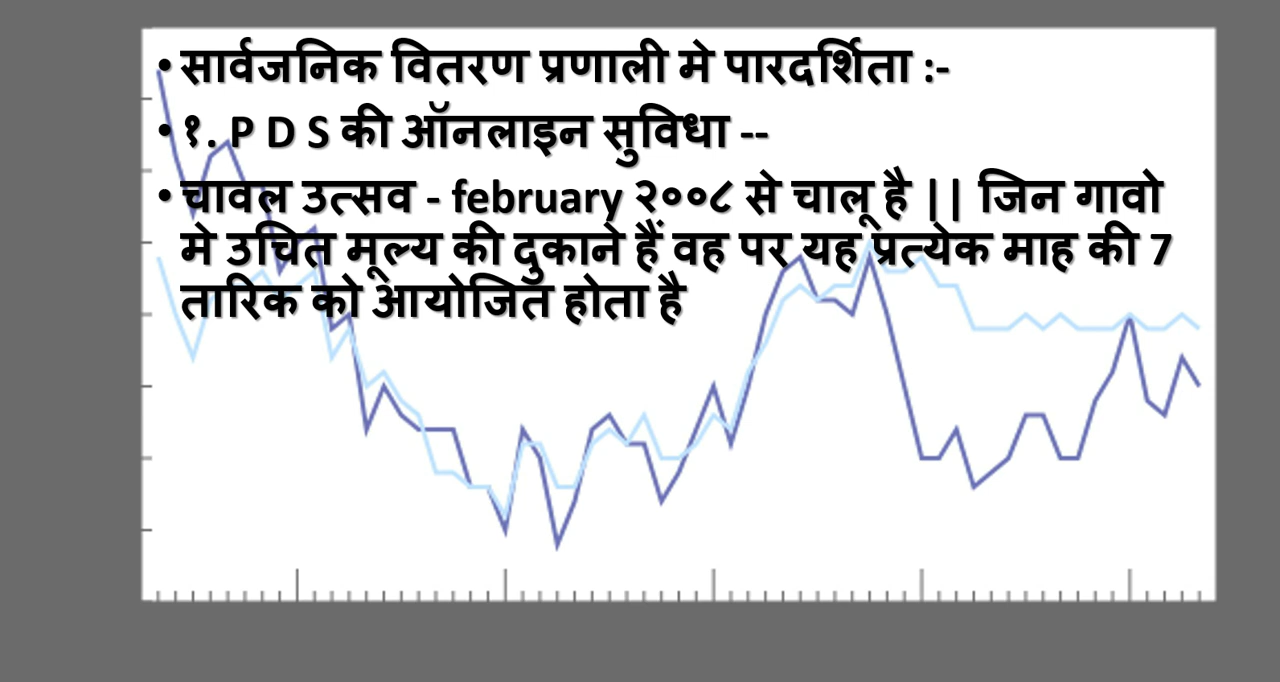 • सार्वजनिक वितरण प्रणाली मे पारदर्शिता :-
• १. P D S की ऑनलाइन सुविधा --
• चावल उत्सव - february २००८ से चालू है || जिन गावो
मे उचित मूल्य की दुकाने हैं वह पर यह प्रत्येक माह की 7
तारिक को आयोजित होता है